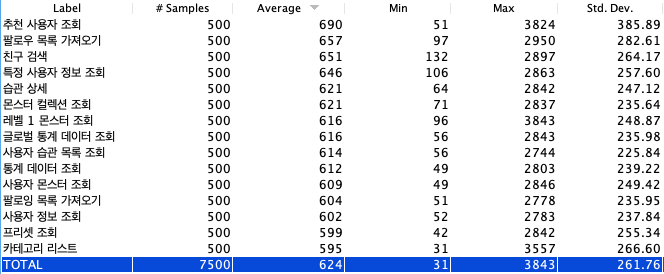 Label # Samples Average Min Max Std. Dev.
추천 사용자 조회 500 690 51 3824 385.89
팔로우 목록 가져오기 500 657 97 2950 282.61
친구 검색 500 651 132 2897 264.17
특정 사용자 정보 조회 500 646 106 2863 257.60
습관 상세 500 621 64 2842 247.12
몬스터 컬렉션 조회 500 621 71 2837 235.64
레벨 1 몬스터 조회 500 616 96 3843 248.87
글로벌 통계 데이터 조회 500 616 56 2843 235.98
사용자 습관 목록 조회 500 614 56 2744 225.84
통계 데이터 조회 500 612 49 2803 239.22
사용자 몬스터 조회 500 609 49 2846 249.42
팔로잉 목록 가져오기 500 604 51 2778 235.95
사용자 정보 조회 500 602 52 2783 237.84
프리셋 조회 500 599 42 2842 255.34
카테고리 리스트 500 595 31 3557 266.60
TOTAL 7500 624 31 3843 261.76